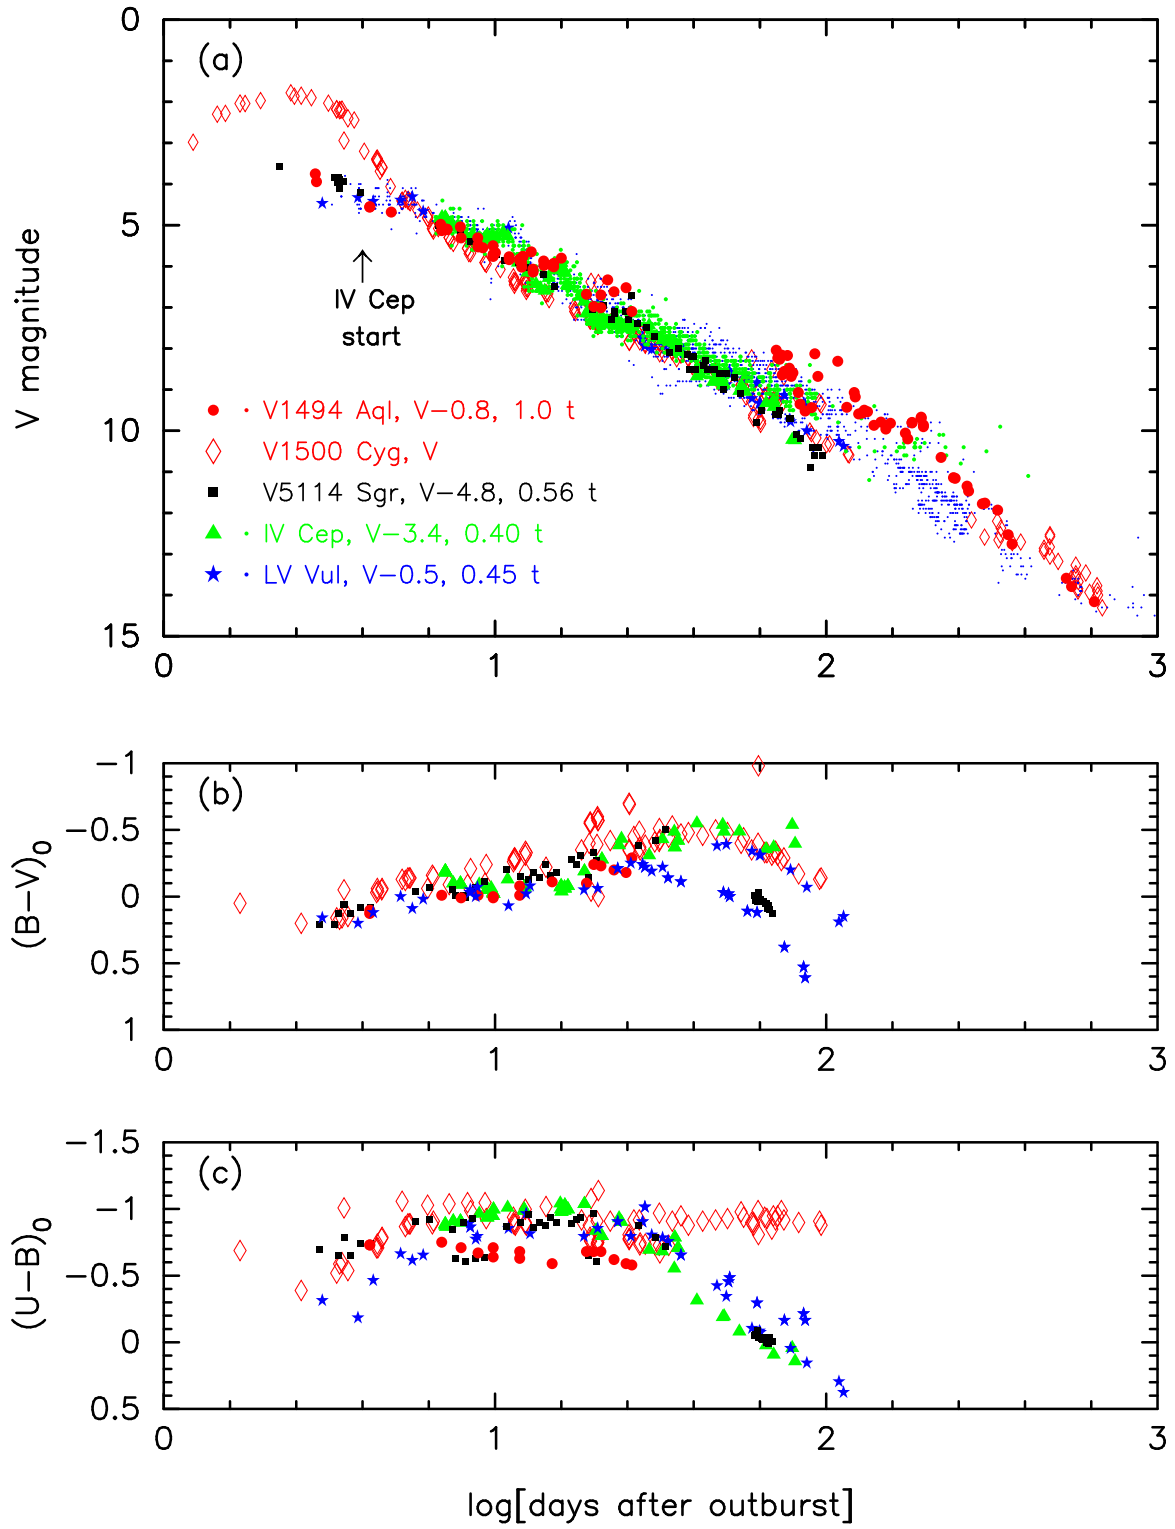 0
(a)
5
V magnitude
IV Cep
start
V1494 Aql, V−0.8, 1.0 t
10
V1500 Cyg, V
V5114 Sgr, V−4.8, 0.56 t
IV Cep, V−3.4, 0.40 t
LV Vul, V−0.5, 0.45 t
15
0 1 2 3
−1
(b)
−0.5
(B−V)0
0
0.5
1
0 1 2 3
−1.5
(c)
−1
(U−B)0
−0.5
0
0.5
0 1 2 3
log[days after outburst]